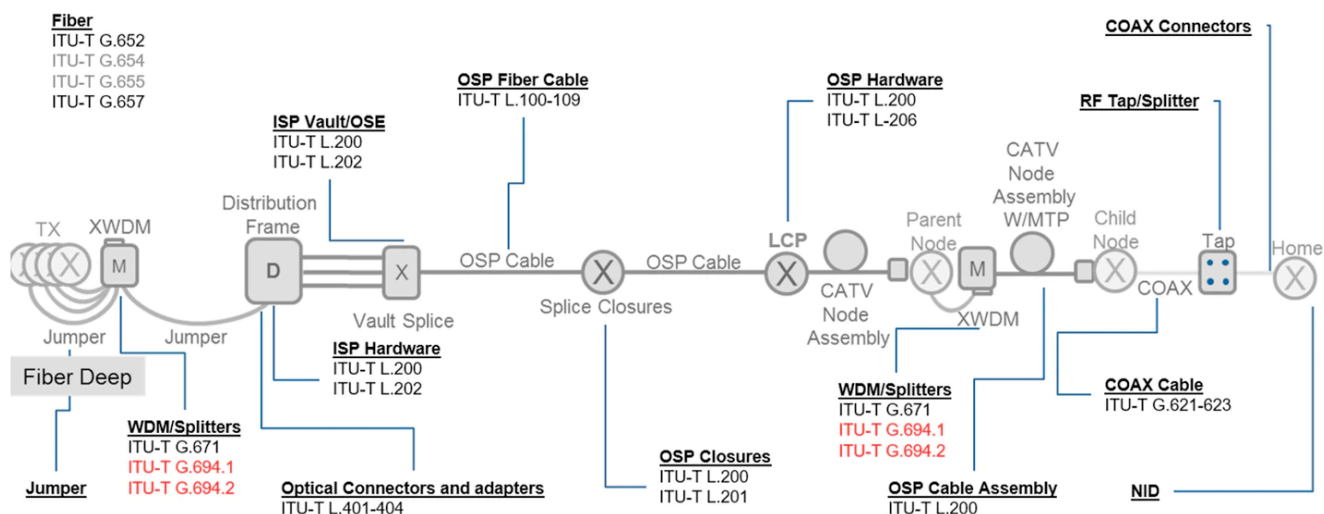 Fiber
ITU-T G.652
ITU-T G.654
ITU-T G.655
ITU-T G.657
COAX Connectors
OSP Fiber Cable
ITU-T L.100-109
OSP Hardware
ITU-T L.200
ITU-T L-206
RF Tap/Splitter
ISP Vault/OSE
ITU-T L.200
ITU-T L.202
CATV
Node
Assembly
W/MTP
Distribution
Frame
TX
XWDM
Parent
Node
Child
Node
LCP
Tap
Home
X
M
D
X
OSP Cable
X
OSP Cable
X
X
M
X
X
COAX
Splice Closures
CATV
Node
Assembly
XWDM
Vault Splice
Jumper
Jumper
Fiber Deep
ISP Hardware
ITU-T L.200
ITU-T L.202
WDM/Splitters
ITU-T G.671
ITU-T G.694.1
ITU-T G.694.2
COAX Cable
ITU-T G.621-623
WDM/Splitters
ITU-T G.671
ITU-T G.694.1
ITU-T G.694.2
OSP Closures
ITU-T L.200
ITU-T L.201
Jumper
Optical Connectors and adapters
ITU-T L.401-404
OSP Cable Assembly
ITU-T L.200
NID